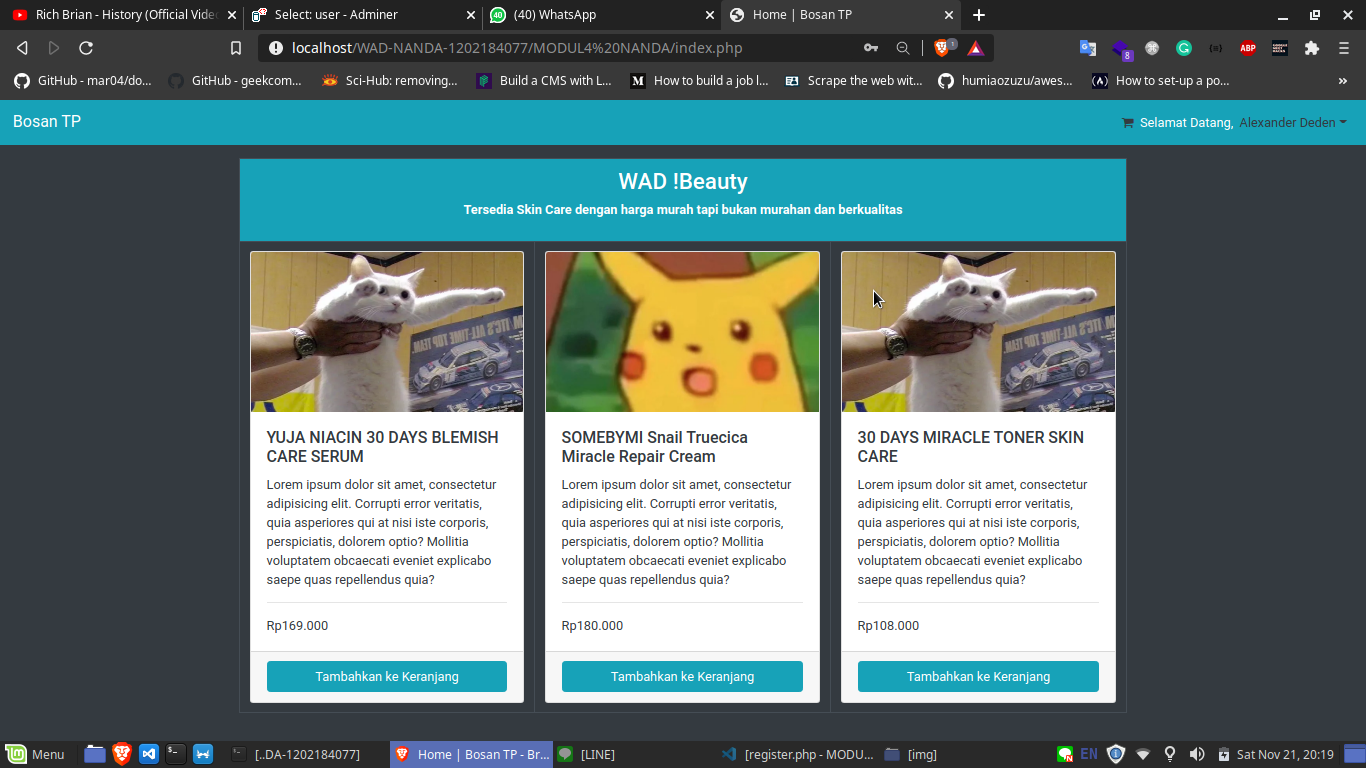 Rich Brian - History (Official Vide
Select: user - Adminer
(40) WhatsApp
Home | Bosan TP
localhost/WAD-NANDA-1202184077/MODUL4%20NANDA/index.php
GitHub - mar04/do...
GitHub - geekcom...
Sci-Hub: removing...
Build a CMS with L...
How to build a job l...
Scrape the web wit...
humiaozuzu/awes...
How to set-up a po...
»
Bosan TP
Selamat Datang, Alexander Deden
WAD !Beauty
Tersedia Skin Care dengan harga murah tapi bukan murahan dan berkualitas
YUJA NIACIN 30 DAYS BLEMISH
CARE SERUM
Lorem ipsum dolor sit amet, consectetur
adipisicing elit. Corrupti error veritatis,
quia asperiores qui at nisi iste corporis,
perspiciatis, dolorem optio? Mollitia
voluptatem obcaecati eveniet explicabo
saepe quas repellendus quia?
Rp169.000
Tambahkan ke Keranjang
SOMEBYMI Snail Truecica
Miracle Repair Cream
Lorem ipsum dolor sit amet, consectetur
adipisicing elit. Corrupti error veritatis,
quia asperiores qui at nisi iste corporis,
perspiciatis, dolorem optio? Mollitia
voluptatem obcaecati eveniet explicabo
saepe quas repellendus quia?
Rp180.000
Tambahkan ke Keranjang
30 DAYS MIRACLE TONER SKIN
CARE
Lorem ipsum dolor sit amet, consectetur
adipisicing elit. Corrupti error veritatis,
quia asperiores qui at nisi iste corporis,
perspiciatis, dolorem optio? Mollitia
voluptatem obcaecati eveniet explicabo
saepe quas repellendus quia?
Rp108.000
Tambahkan ke Keranjang
Menu
[..DA-1202184077]
Home | Bosan TP - Br...
[LINE]
[register.php - MODU...
[img]
EN
Sat Nov 21, 20:19